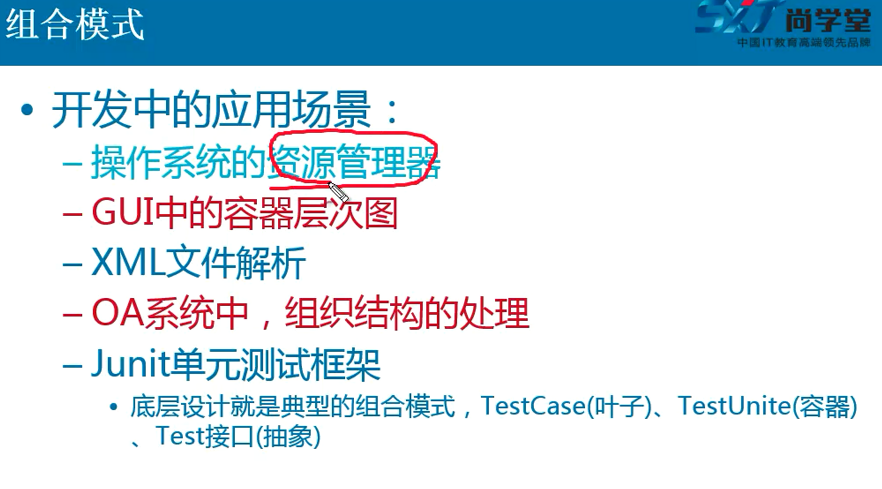 组合模式
SXT 尚学堂
中国IT教育高端领先品牌
• 开发中的应用场景：
– 操作系统的资源管理器
– GUI中的容器层次图
– XML文件解析
– OA系统中，组织结构的处理
– Junit单元测试框架
• 底层设计就是典型的组合模式，TestCase(叶子)、TestUnite(容器)
、Test接口(抽象)